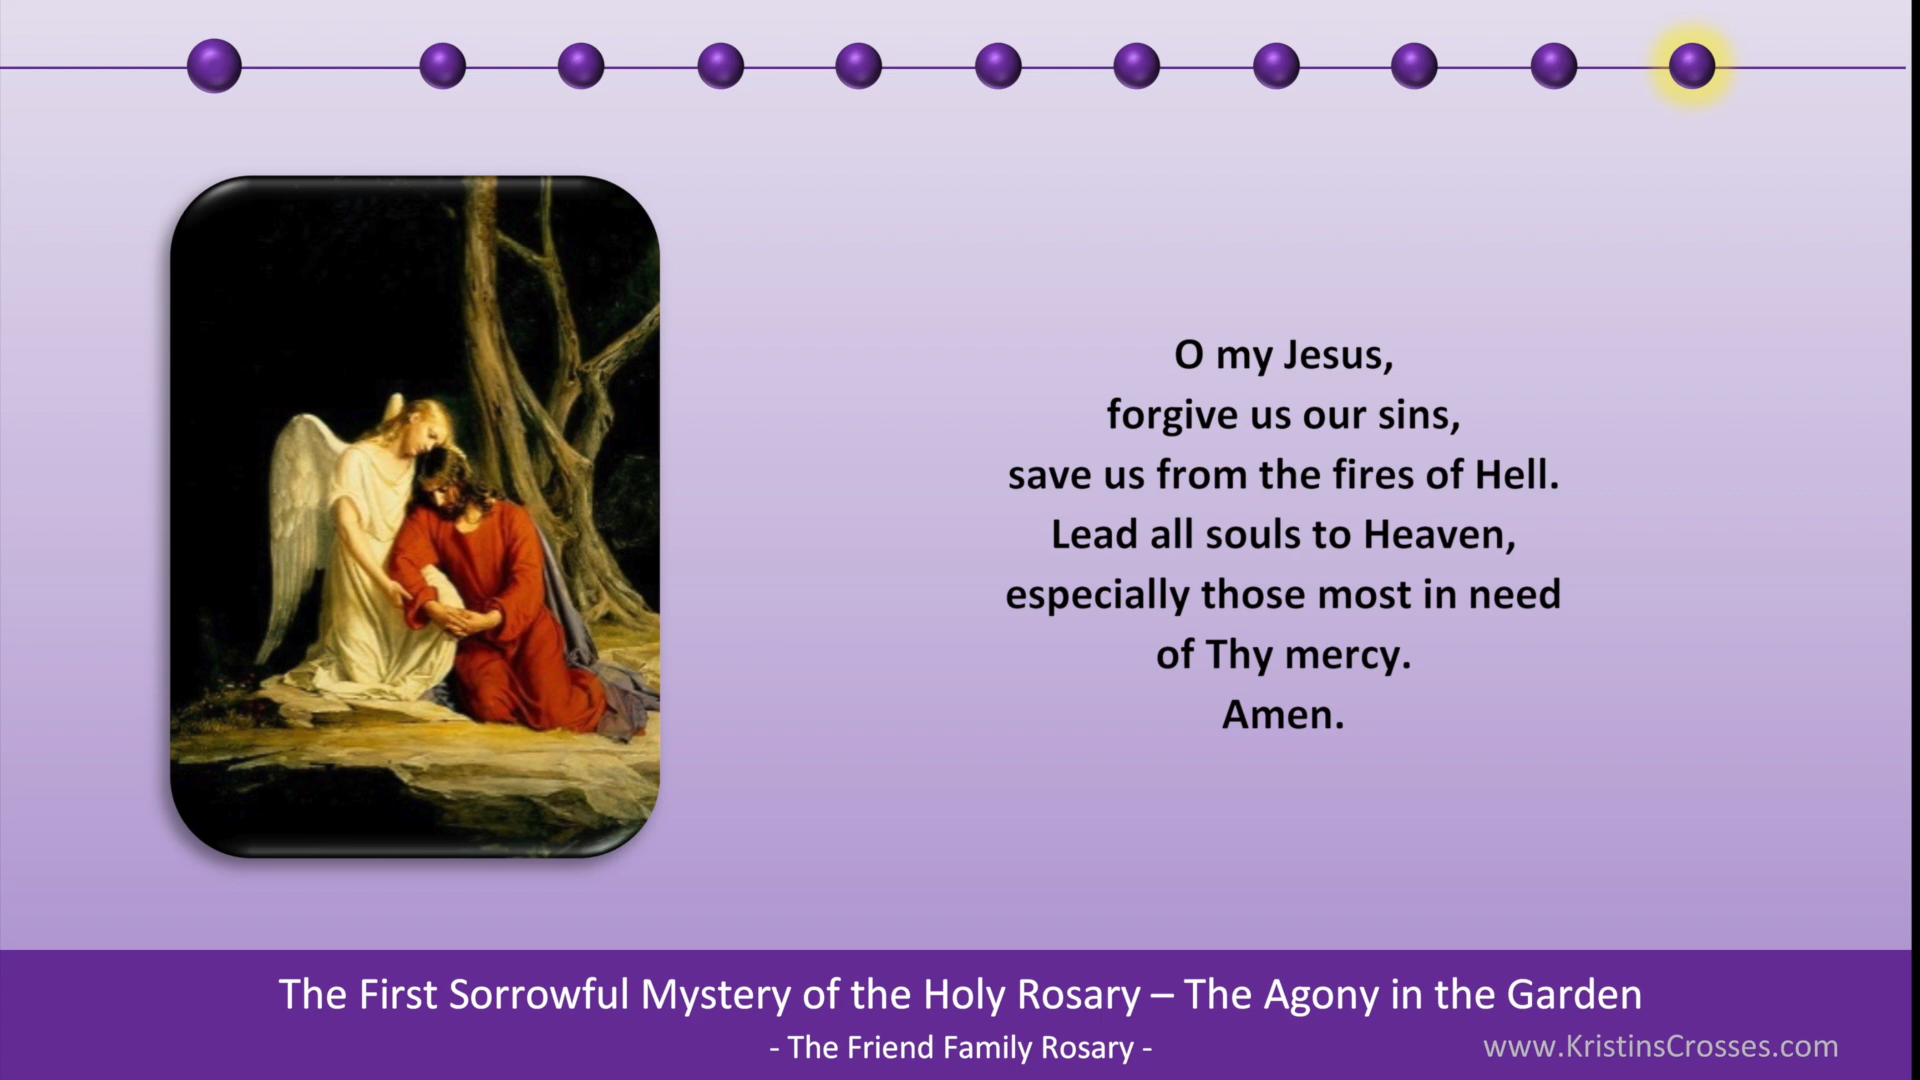 O my Jesus,
forgive us our sins,
save us from the fires of Hell.
Lead all souls to Heaven,
especially those most in need
of Thy mercy.
Amen.
The First Sorrowful Mystery of the Holy Rosary – The Agony in the Garden
- The Friend Family Rosary -
www.KristinsCrosses.com